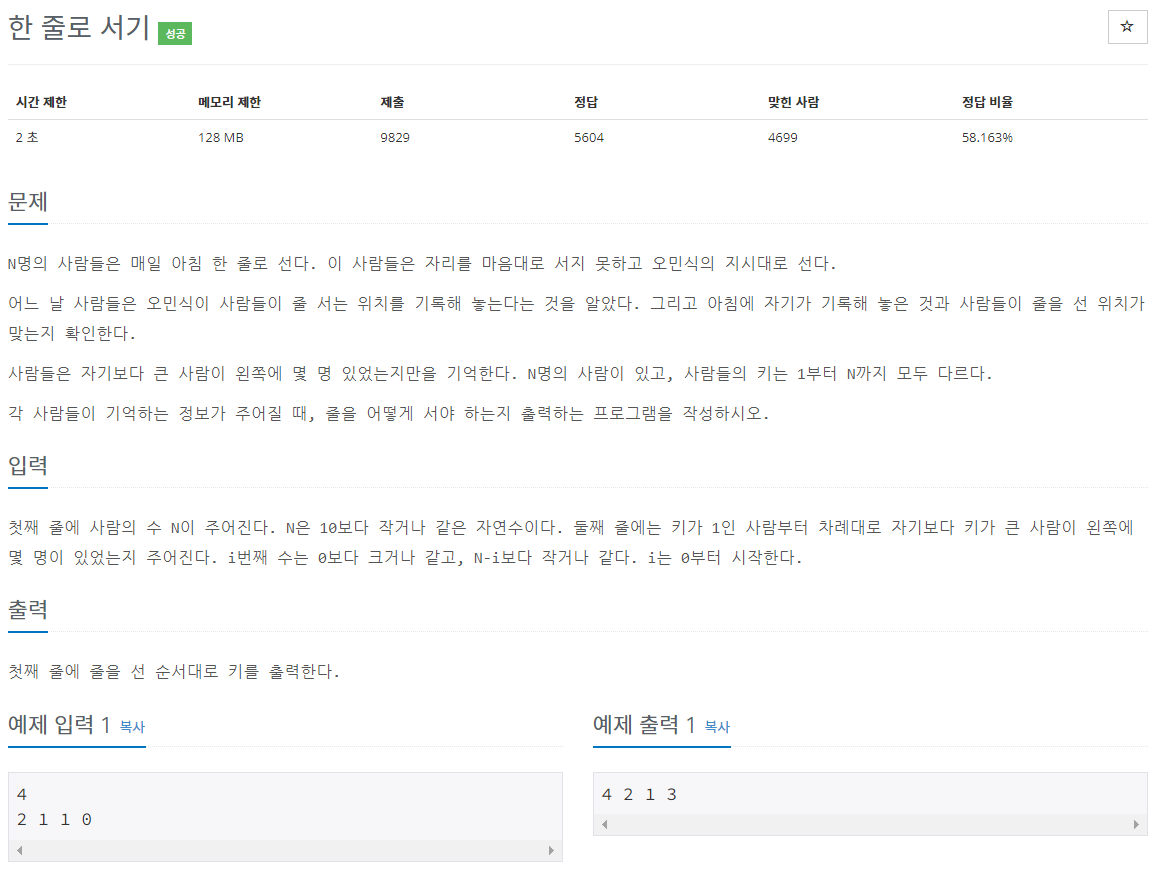 한 줄로 서기 성공
☆
시간 제한 메모리 제한 제출 정답 맞힌 사람 정답 비율
2 초 128 MB 9829 5604 4699 58.163%
문제
N명의 사람들은 매일 아침 한 줄로 선다. 이 사람들은 자리를 마음대로 서지 못하고 오민식의 지시대로 선다.
어느 날 사람들은 오민식이 사람들이 줄 서는 위치를 기록해 놓는다는 것을 알았다. 그리고 아침에 자기가 기록해 놓은 것과 사람들이 줄을 선 위치가
맞는지 확인한다.
사람들은 자기보다 큰 사람이 왼쪽에 몇 명 있었는지만을 기억한다. N명의 사람이 있고, 사람들의 키는 1부터 N까지 모두 다르다.
각 사람들이 기억하는 정보가 주어질 때, 줄을 어떻게 서야 하는지 출력하는 프로그램을 작성하시오.
입력
첫째 줄에 사람의 수 N이 주어진다. N은 10보다 작거나 같은 자연수이다. 둘째 줄에는 키가 1인 사람부터 차례대로 자기보다 키가 큰 사람이 왼쪽에
몇 명이 있었는지 주어진다. i번째 수는 0보다 크거나 같고, N-i보다 작거나 같다. i는 0부터 시작한다.
출력
첫째 줄에 줄을 선 순서대로 키를 출력한다.
예제 입력 1 복사
4
2 1 1 0
예제 출력 1 복사
4 2 1 3